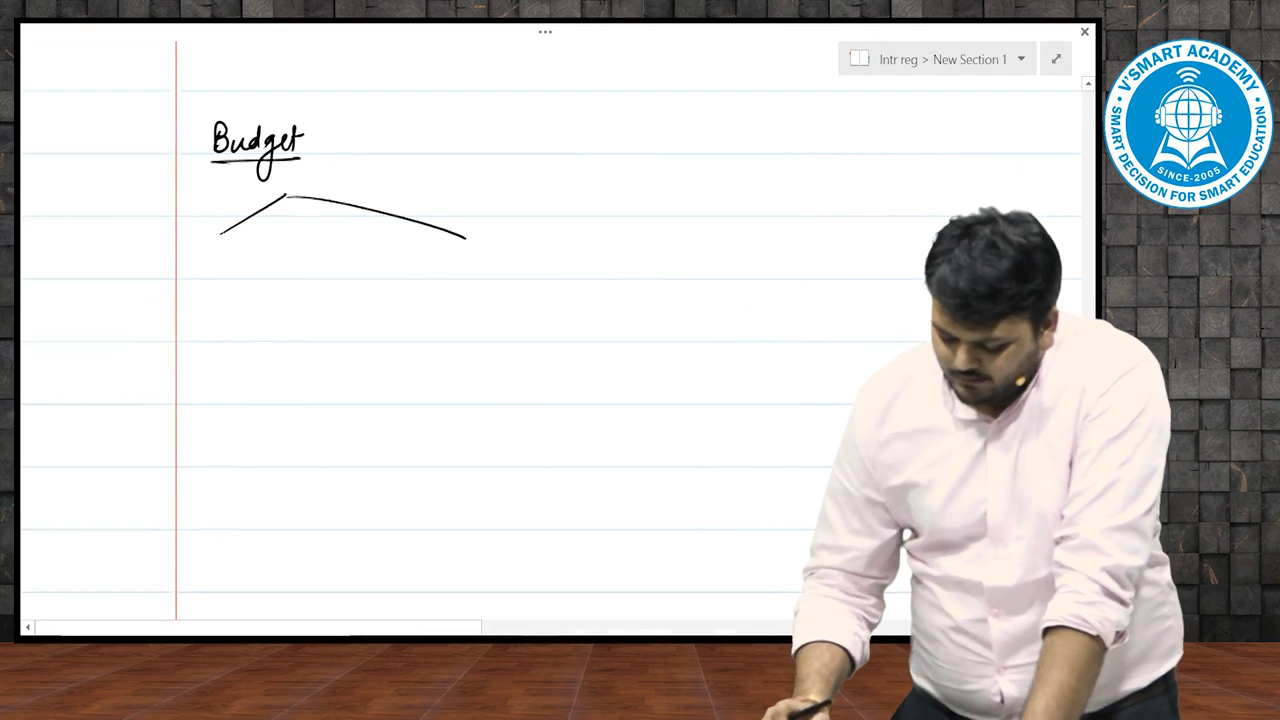 Intr reg > New Section 1
Budget
V'SMART ACADEMY
SMART DECISION FOR SMART EDUCATION
SINCE-2005